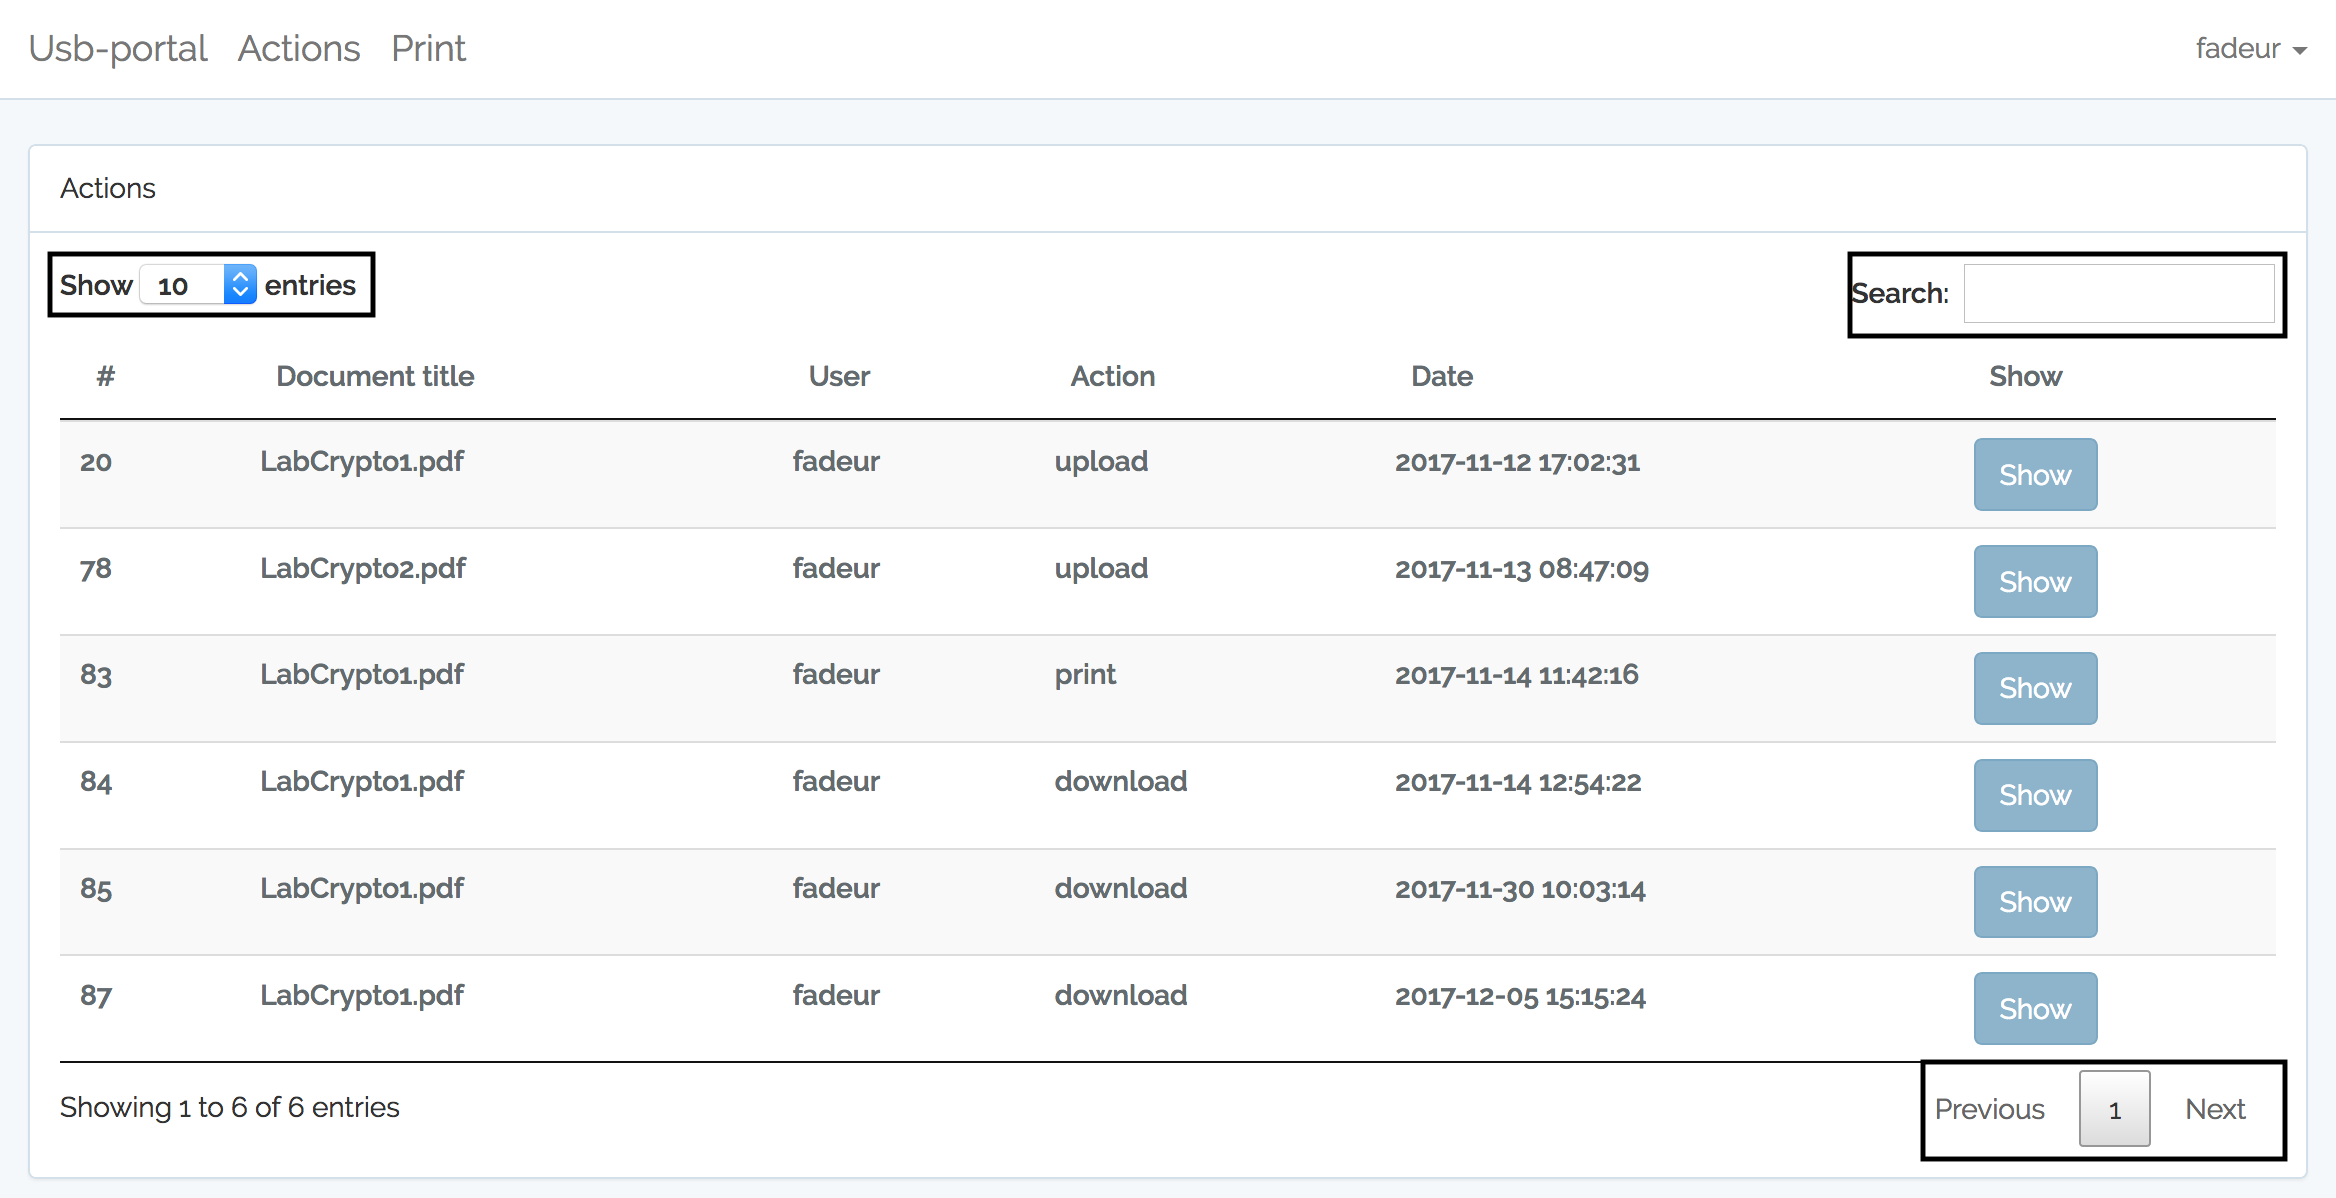 Usb-portal Actions Print fadeur
Actions
Show 10 entries Search:
# Document title User Action Date Show
20 LabCrypto1.pdf fadeur upload 2017-11-12 17:02:31 Show
78 LabCrypto2.pdf fadeur upload 2017-11-13 08:47:09 Show
83 LabCrypto1.pdf fadeur print 2017-11-14 11:42:16 Show
84 LabCrypto1.pdf fadeur download 2017-11-14 12:54:22 Show
85 LabCrypto1.pdf fadeur download 2017-11-30 10:03:14 Show
87 LabCrypto1.pdf fadeur download 2017-12-05 15:15:24 Show
Showing 1 to 6 of 6 entries Previous 1 Next